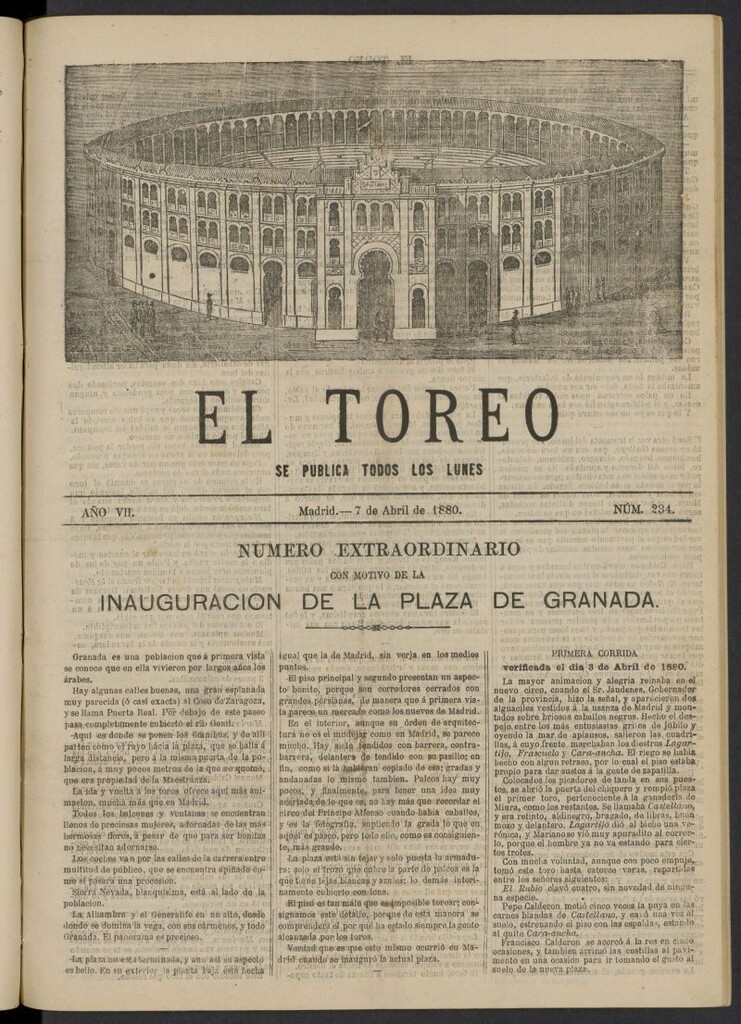 EL TOREO
SE PUBLICA TODOS LOS LUNES
AÑO VII.
Madrid.—7 de Abril de 1880.
NÚM. 234.
NUMERO EXTRAORDINARIO
CON MOTIVO DE LA
INAUGURACION DE LA PLAZA DE GRANADA.
Granada es una poblacion que á primera vista
se conoce que en ella vivieron por largos años los
árabes.
Hay algunas calles buenas, una gran esplanada
muy parecida (ó casi exacta) al Coso de Zaragoza,
y se llama Puerta Real. Por debajo de este paseo
pasa completamente cubierto el rio Genil.
Aquí es donde se ponen los ómnibus, y de allí
parten como el rayo hácia la plaza, que se halla á
larga distancia, pero á la misma puerta de la po-
blacion, á muy pocos metros de la que se quemó,
que era propiedad de la Maestranza.
La ida y vuelta á los toros ofrece aquí más ani-
macion, mucha más que en Madrid.
Todos los balcones y ventanas se encuentran
llenos de preciosas mujeres, adornadas de las más
hermosas flores, á pesar de que para ser bonitas
no necesitan adornarse.
Los coches van por las calles de la carrera entre
multitud de público, que se encuentra apiñado co-
mo si pasara una procesion.
Sierra Nevada, blanquísima, está al lado de la
poblacion.
La Alhambra y el Generalife en un alto, desde
donde se domina la vega, con sus cármenes, y todo
Granada. El panorama es precioso.
La plaza no está terminada, y aun así su aspecto
es bello. En su exterior la planta baja está hecha
igual que la de Madrid, sin verja en los medios
puntos.
El piso principal y segundo presentan un aspec-
to bonito, porque son corredores cerrados con
grandes persianas, de manera que á primera vis-
ta parece un mercado como los nuevos de Madrid.
En el interior, aunque su órden de arquitec-
tura no es el mudéjar como en Madrid, se parece
mucho. Hay siete tendidos con barrera, contra-
barrera, delantera de tendido con su pasillo; en
fin, como si la hubieran copiado de esa; gradas y
andanadas lo mismo tambien. Palcos hay muy
pocos, y finalmente, para tener una idea muy
acertada de lo que es, no hay más que recordar el
circo del Príncipe Alfonso cuando habia caballos,
y es la fotografía, suplicado la grada lo que en
aquél es paseo, pero todo ello, como es consiguien-
te, más grande.
La plaza está sin tejar y solo puesta la armadu-
ra; solo el trozo que cubre la parte de palcos es la
que tiene tejas blancas y azules: lo demás interi-
namente cubierto con lona.
El piso es tan malo que es imposible torear; con-
signamos este detalle, porque de esta manera se
comprenderá el por qué ha estado siempre la gente
alcanzada por los toros.
Verdad que es que esto mismo ocurrió en Ma-
drid cuando se inauguró la actual plaza.
PRIMERA CORRIDA
verificada el dia 3 de Abril de 1880.
La mayor animacion y alegría reinaba en el
nuevo circo, cuando el Sr. Jándenes, Gobernador
de la provincia, hizo la señal, y aparecieron dos
alguaciles vestidos á la usanza de Madrid y mon-
tados sobre briosos caballos negros. Hecho el des-
pejo, entre los más entusiastas gritos de júbilo y
oyendo la mar de aplausos, salieron las cuadri-
llas, á cuyo frente marchaban los diestros Lagar-
tijo, Frascuelo y Cara-ancha. El riego se habia
hecho con algun retraso, por lo cual el piso estaba
propio para dar sustos á la gente de zapatilla.
Colocados los picadores de tanda en sus pues-
tos, se abrió la puerta del chiquero y rompió plaza
el primer toro, perteneciente á la ganadería de
Miura, como los restantes. Se llamaba Castellano,
y era retinto, aldinegro, bragado, de libras, buen
mozo y delantero. Lagartijo dió al bicho una ve-
rónica, y Mariano se vió muy apuradito al correr-
lo, porque el hombre ya no va estando para cier-
tos trotes.
Con mucha voluntad, aunque con poco empuje,
tomó este toro hasta catorce varas, repartidas
entre los señores siguientes:
El Rubio clavó cuatro, sin novedad de ningu-
na especie.
Pepe Calderon metió cinco veces la puya en las
carnes blandas de Castellano, y cayó una vez al
suelo, estrenando el piso con las espaldas, estando
al quite Cara-ancha.
Francisco Calderon se acercó á la res en cinco
ocasiones, y tambien arrimó las costillas al pavi-
mento en una ocasion para ir tomando el gusto al
suelo de la nueva plaza.